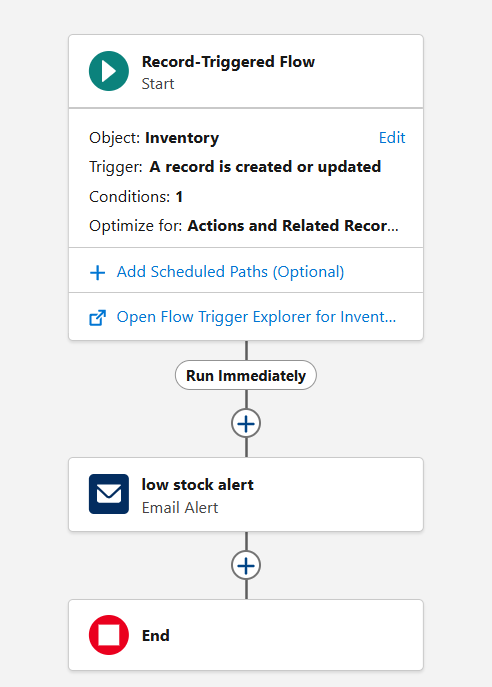 Record-Triggered Flow
Start
Object: Inventory Edit
Trigger: A record is created or updated
Conditions: 1
Optimize for: Actions and Related Recor...
Add Scheduled Paths (Optional)
Open Flow Trigger Explorer for Invent...
Run Immediately
low stock alert
Email Alert
End